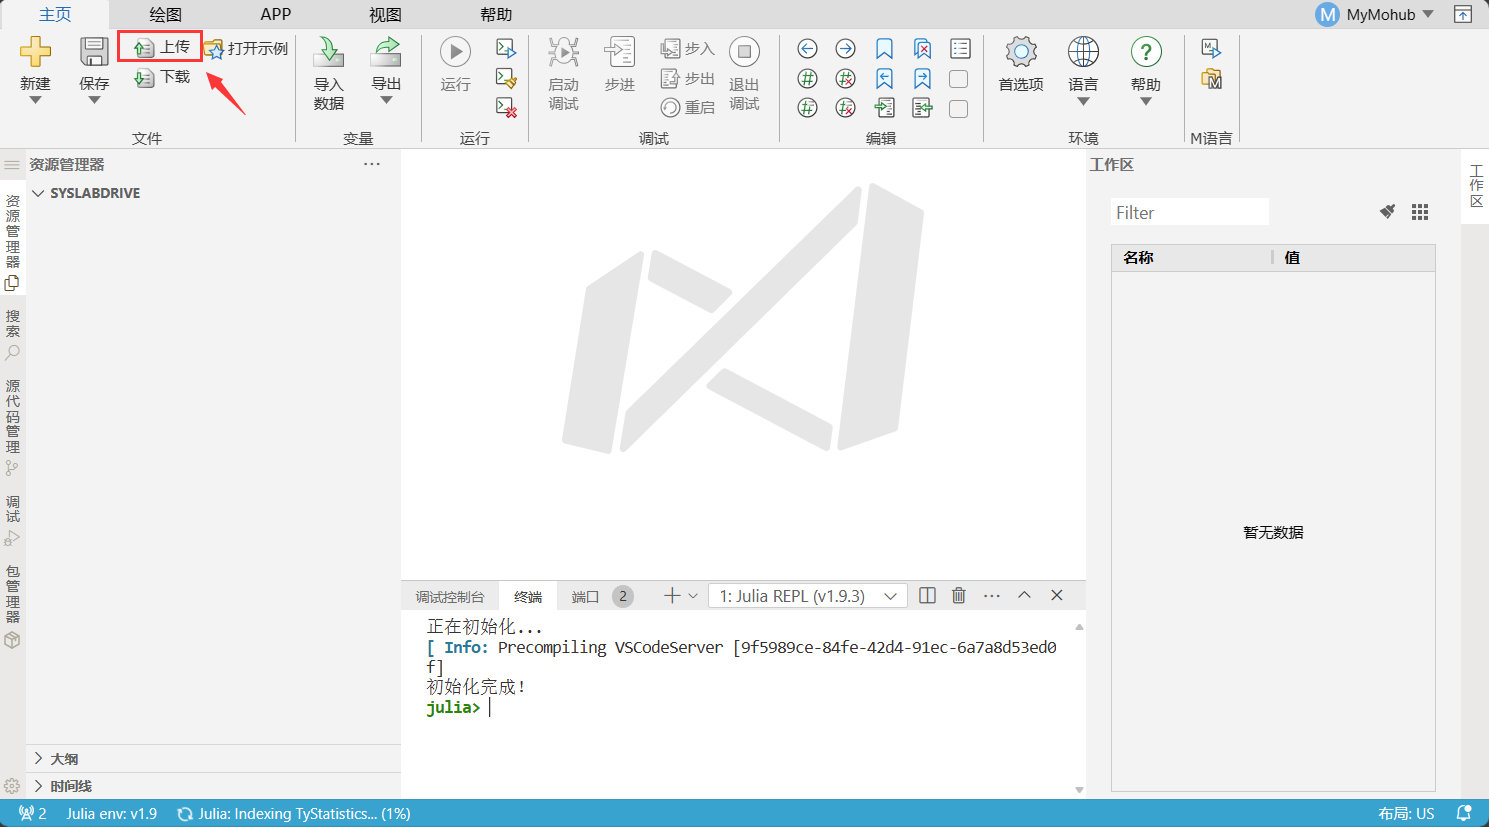 主页 绘图 APP 视图 帮助 M MyMohub
新建 保存 上传 打开示例
下载
导入数据 导出
运行
启动调试 步进 步入
步出
重启
退出调试
首选项 语言 帮助
文件 变量 运行 调试 编辑 环境 M语言
资源管理器 ···
SYSLABDRIVE
资源管理器
搜索
源代码管理
调试
包管理器
大纲
时间线
工作区
工作区
Filter
名称 值
暂无数据
调试控制台 终端 端口 2 1: Julia REPL (v1.9.3) ···
正在初始化...
[ Info: Precompiling VSCodeServer [9f5989ce-84fe-42d4-91ec-6a7a8d53ed0
f]
初始化完成!
julia>
2 Julia env: v1.9 Julia: Indexing TyStatistics... (1%) 布局: US